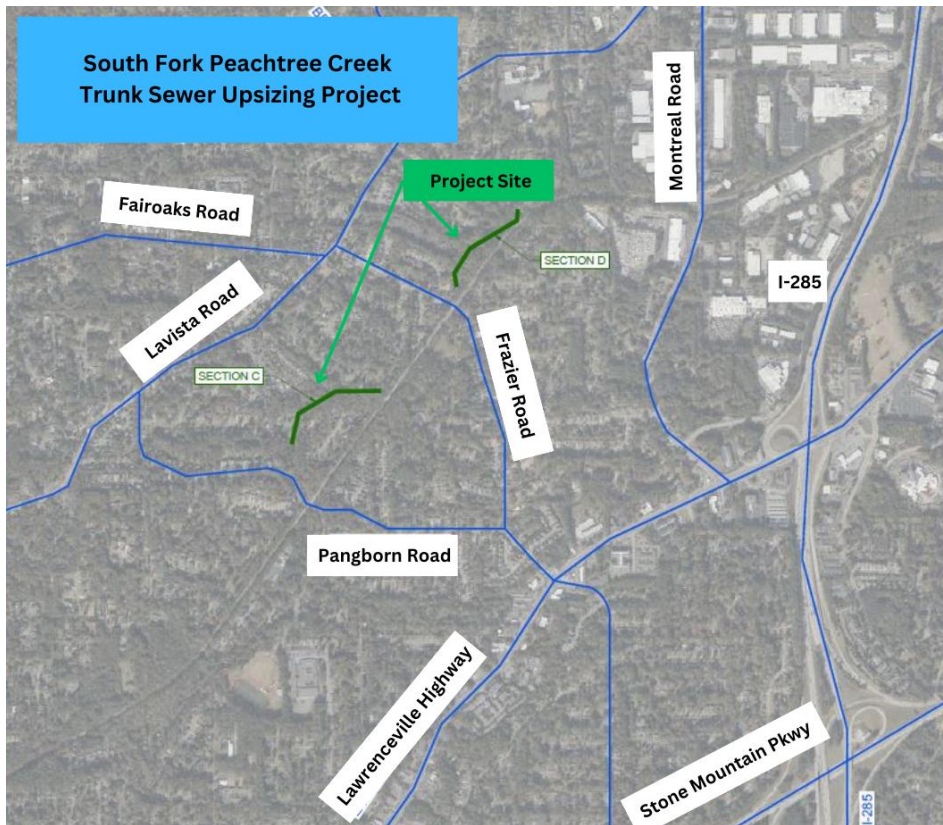 South Fork Peachtree Creek
Trunk Sewer Upsizing Project
Project Site
Montreal Road
Fairoaks Road
SECTION D
I-285
Lavista Road
Frazier Road
SECTION C
Pangborn Road
Lawrenceville Highway
Stone Mountain Pkwy
I-285